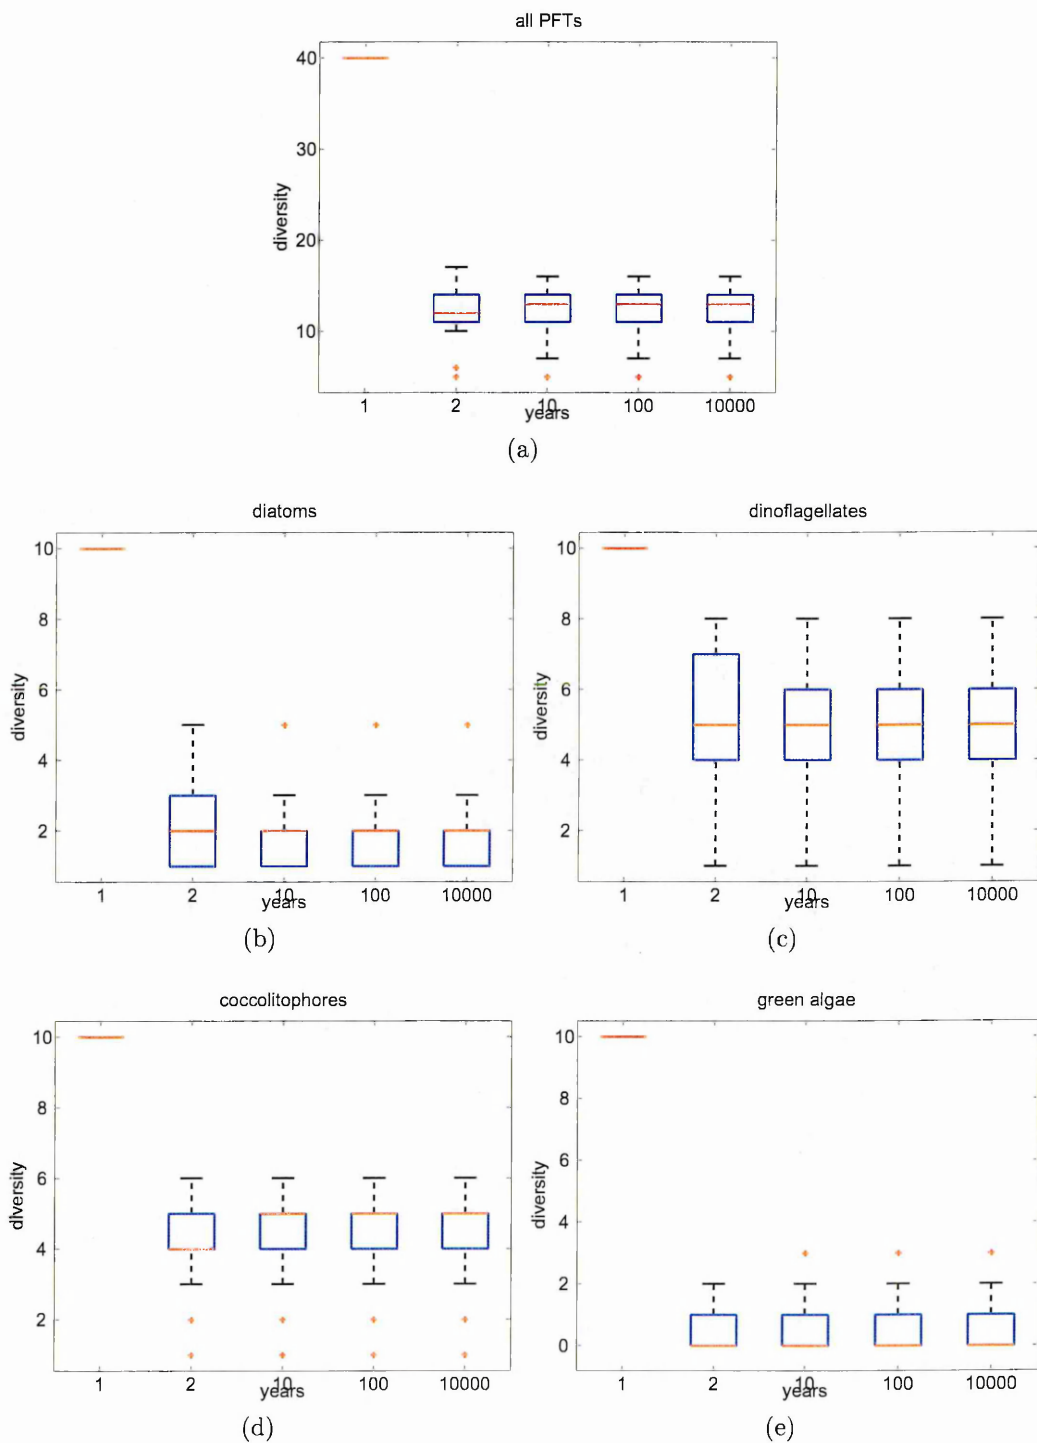 all PFTs
40
30
20
10
diversity
1 2 10 100 10000
years
(a)
diatoms
10
8
6
4
2
diversity
1 2 10 100 10000
years
(b)
dinoflagellates
10
8
6
4
2
diversity
1 2 10 100 10000
years
(c)
coccolitophores
10
8
6
4
2
diversity
1 2 10 100 10000
years
(d)
green algae
10
8
6
4
2
0
diversity
1 2 10 100 10000
years
(e)